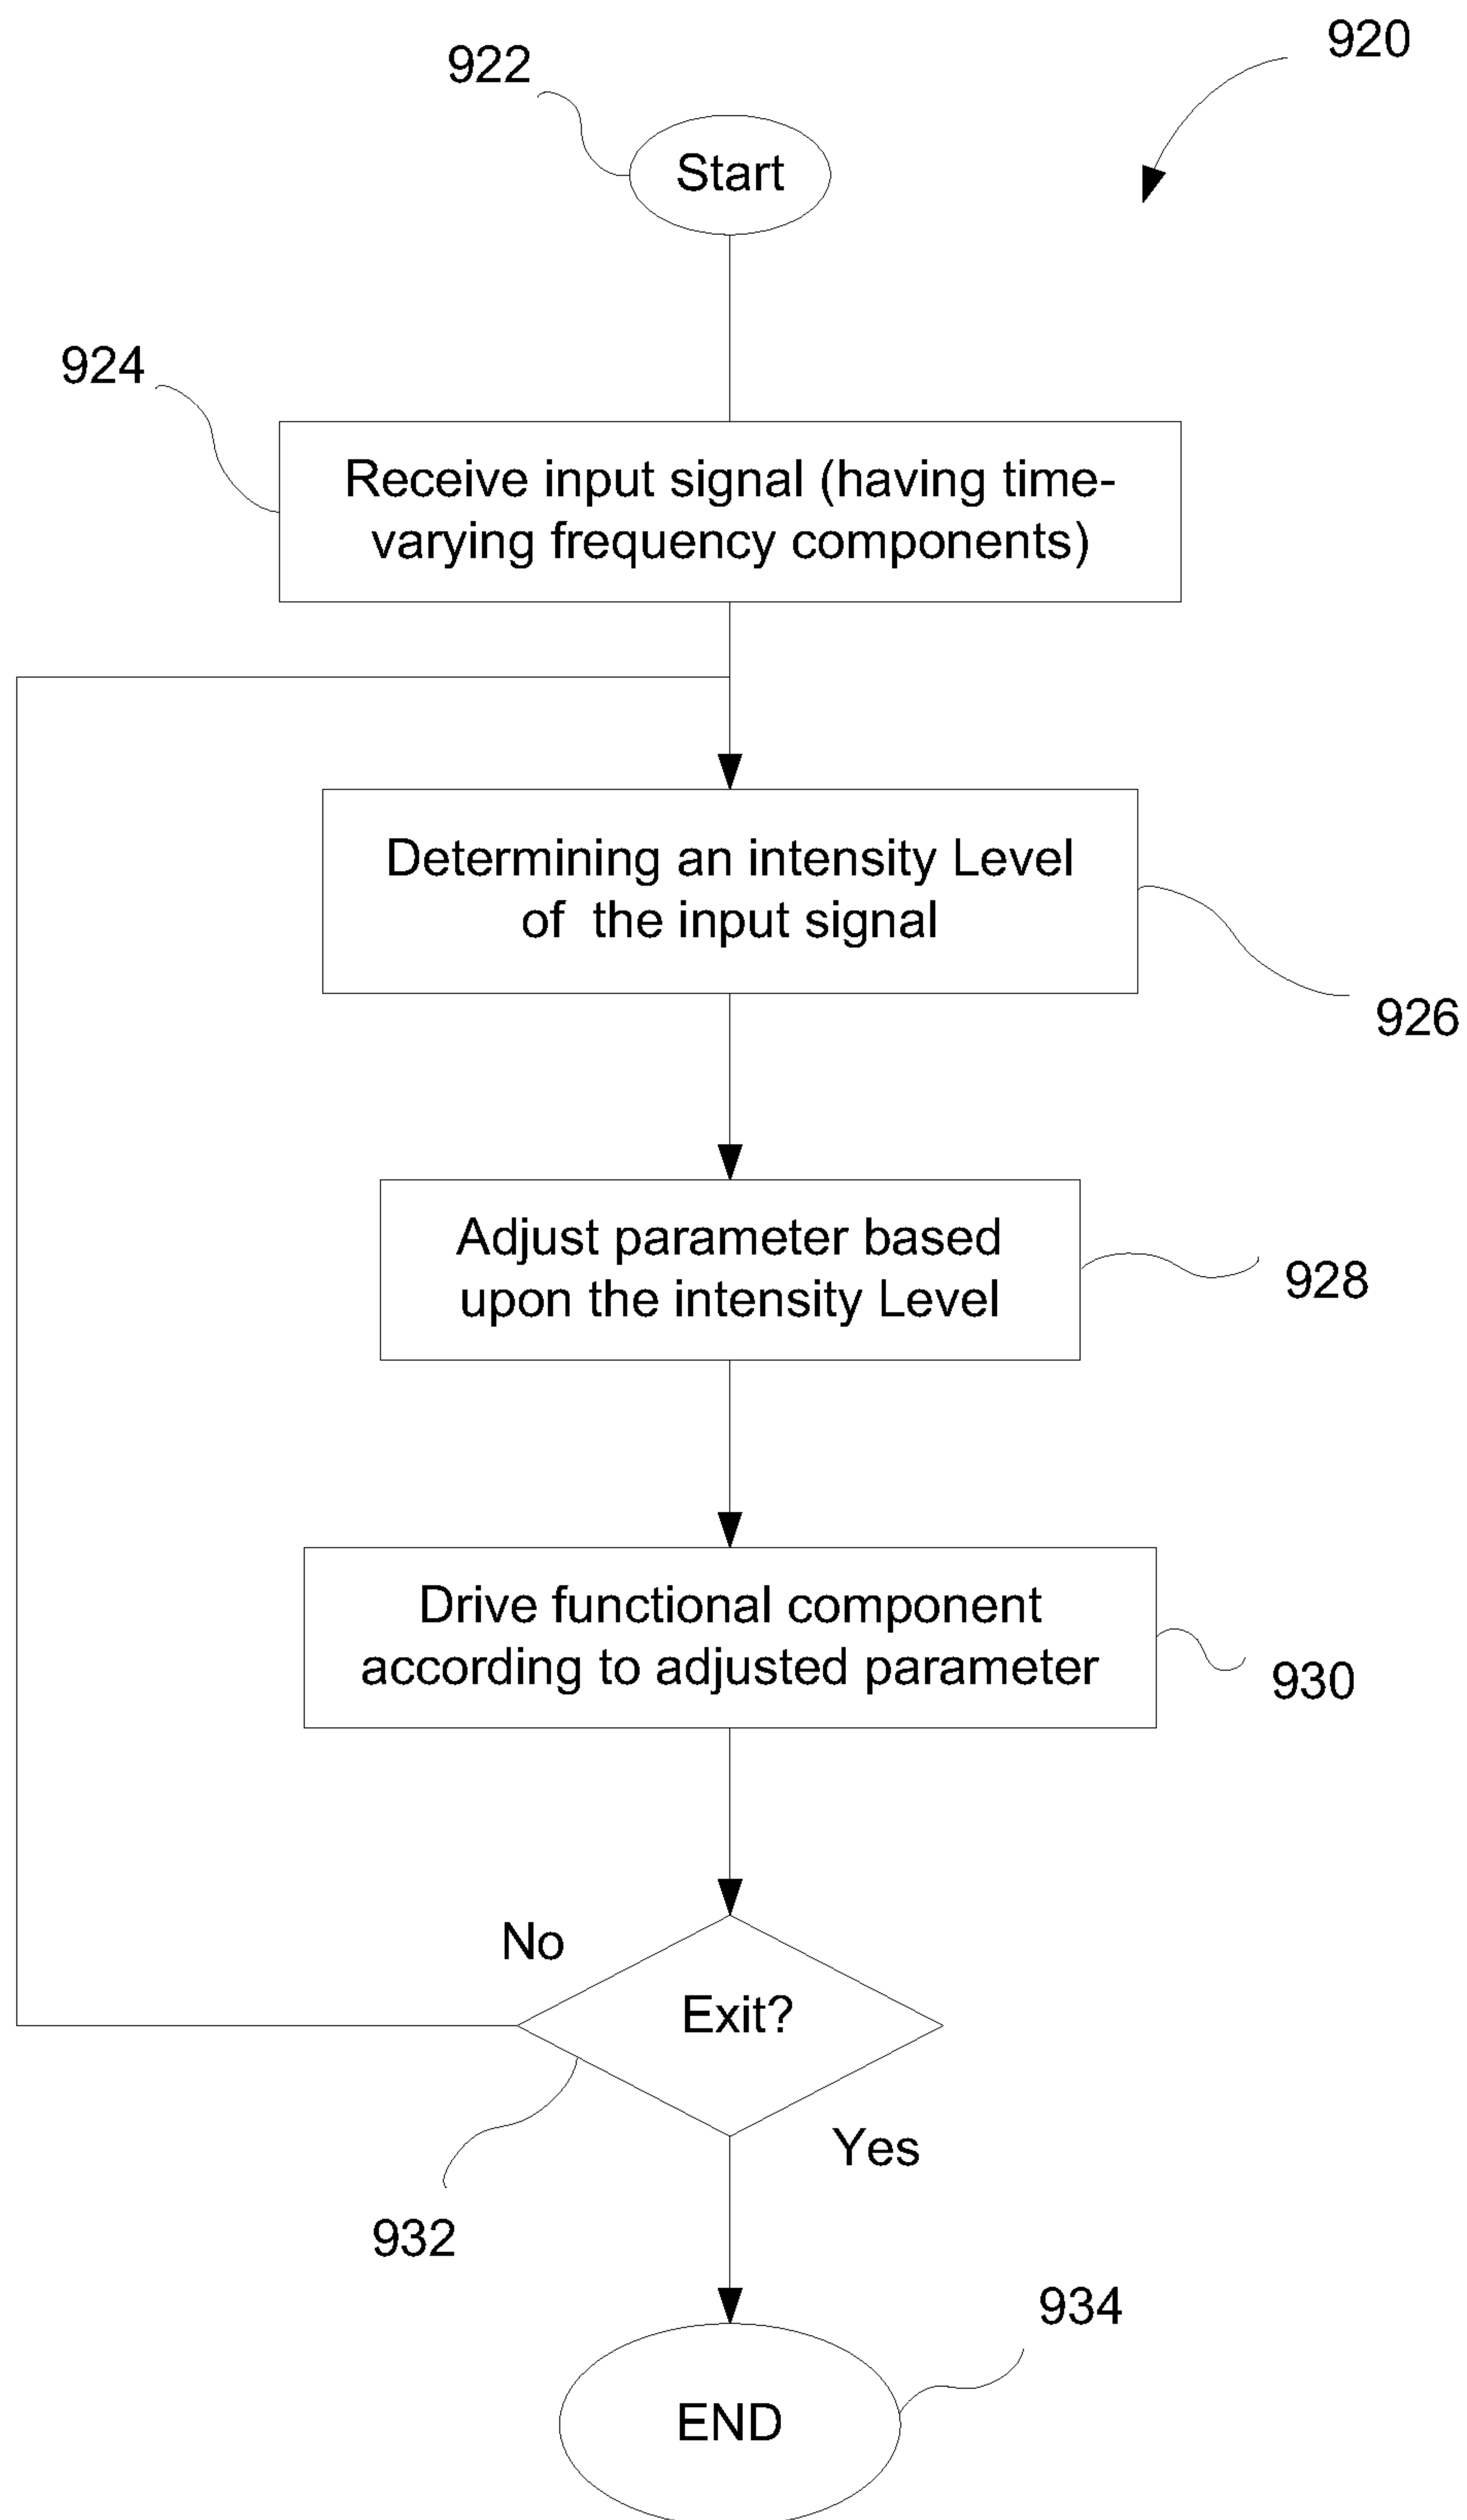 920
922
Start
924
Receive input signal (having time-
varying frequency components)
Determining an intensity Level
of the input signal
926
Adjust parameter based
upon the intensity Level
928
Drive functional component
according to adjusted parameter
930
No
Exit?
Yes
932
934
END